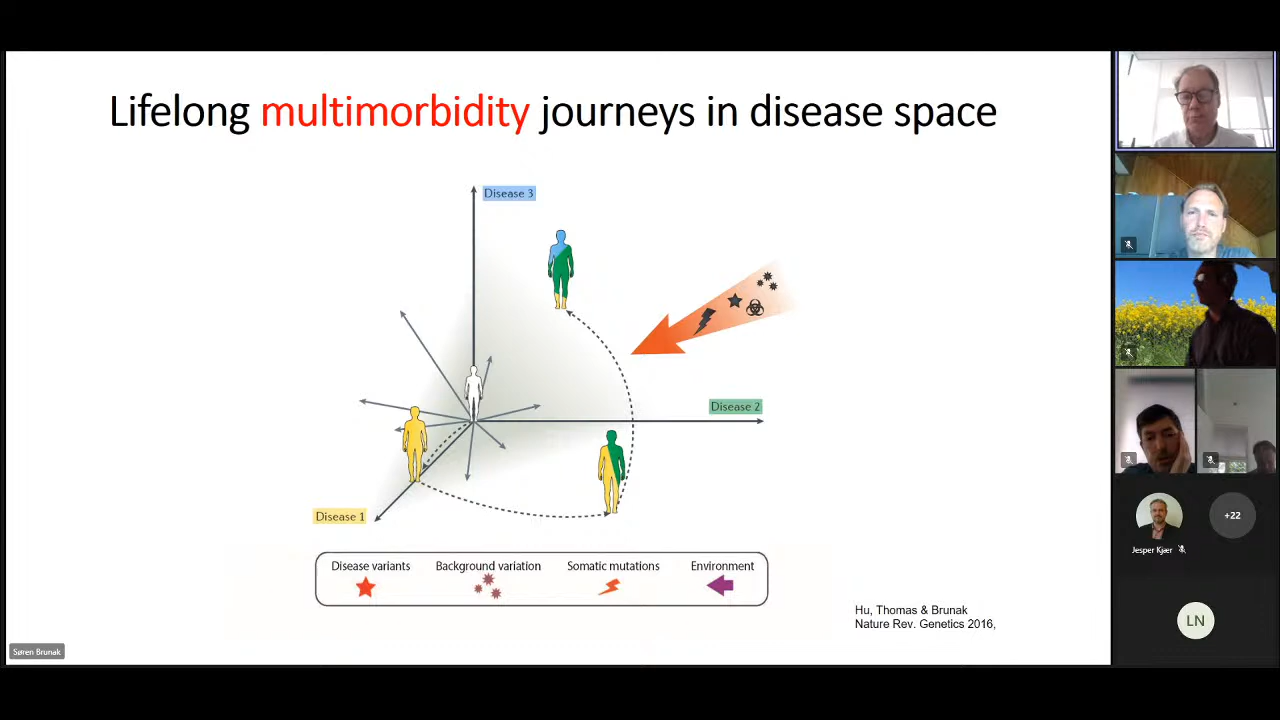 Lifelong multimorbidity journeys in disease space
Disease 3
Disease 2
Disease 1
Disease variants
Background variation
Somatic mutations
Environment
Hu, Thomas & Brunak
Nature Rev. Genetics 2016,
Søren Brunak
Jesper Kjær
+22
LN